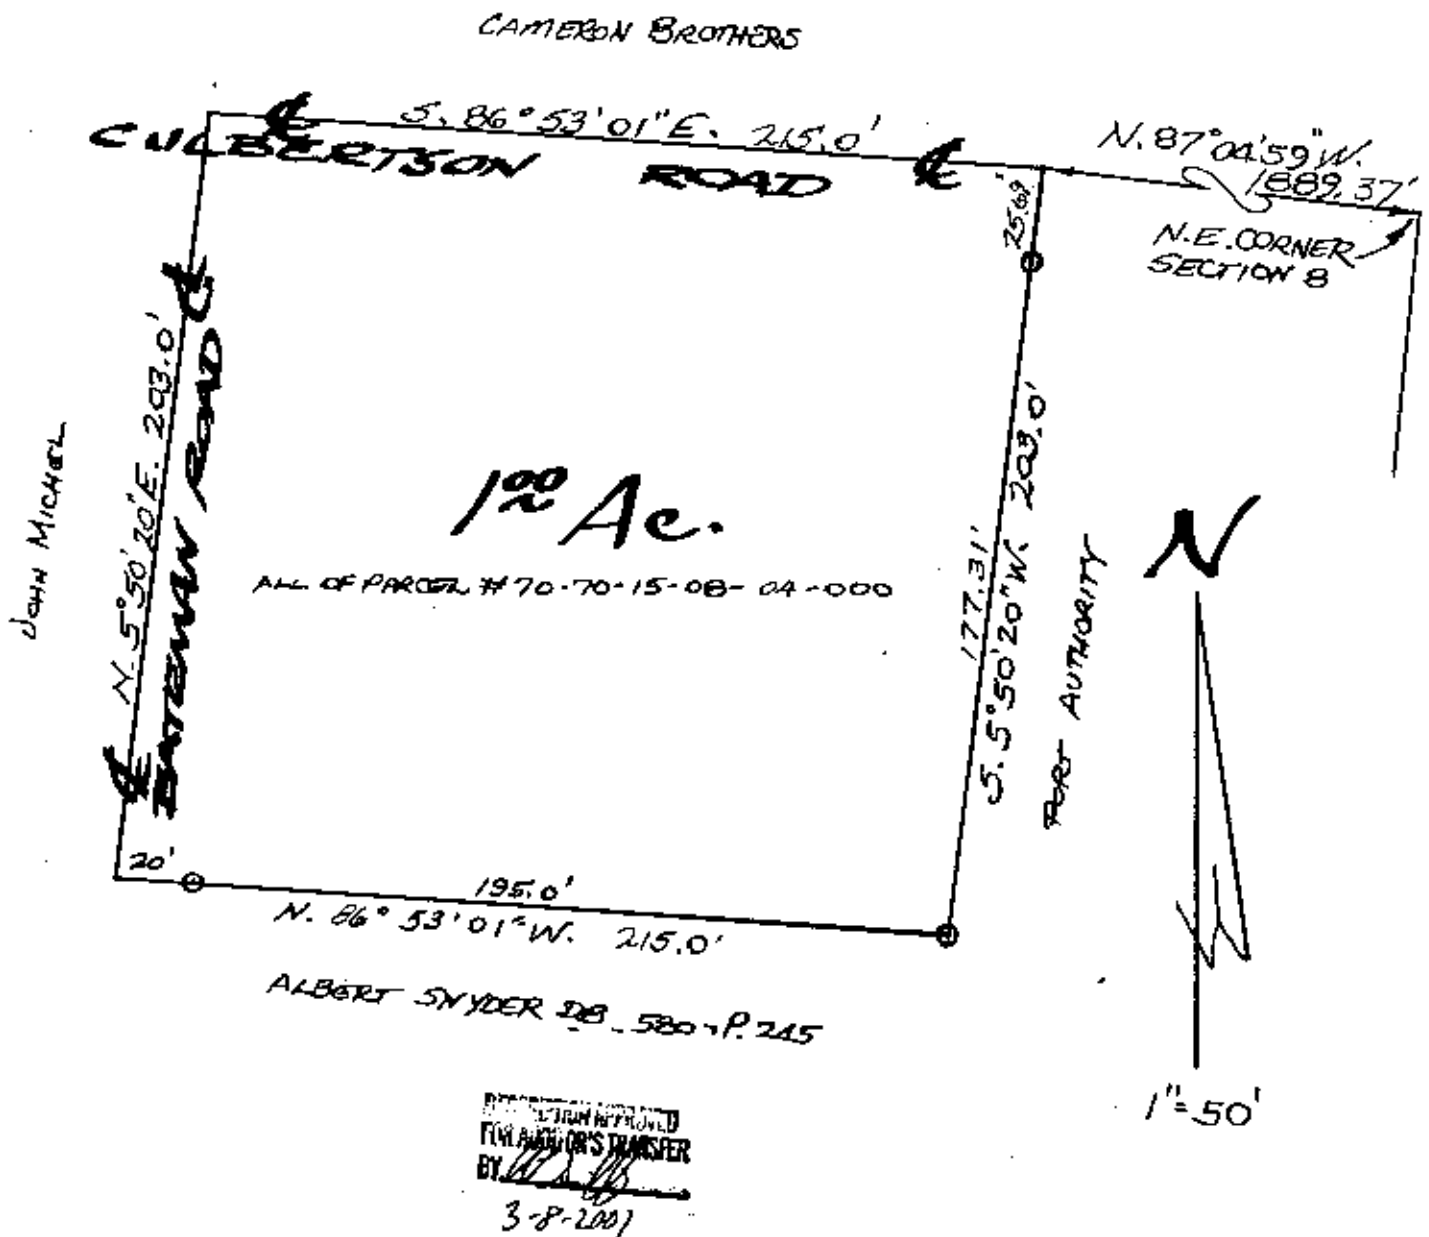 CAMERON BROTHERS
S. 86° 53' 01" E. 215.0'
CULBERTSON ROAD
N. 87° 04' 59" W.
1889.37'
N.E. CORNER
SECTION 8
25.69'
N. 5° 50' 20" E. 203.0'
BATEMAN ROAD
JOHN MICHEL
1 00 Ac.
ALL OF PARCEL # 70-70-15-08-04-000
177.31'
S. 5° 50' 20" W. 203.0'
PORT AUTHORITY
N
20'
195.0'
N. 86° 53' 01" W. 215.0'
ALBERT SNYDER DB 580 - P. 245
1" = 50'
DESCRIPTION APPROVED
FOR AUDITOR'S TRANSFER
BY
3-8-2001